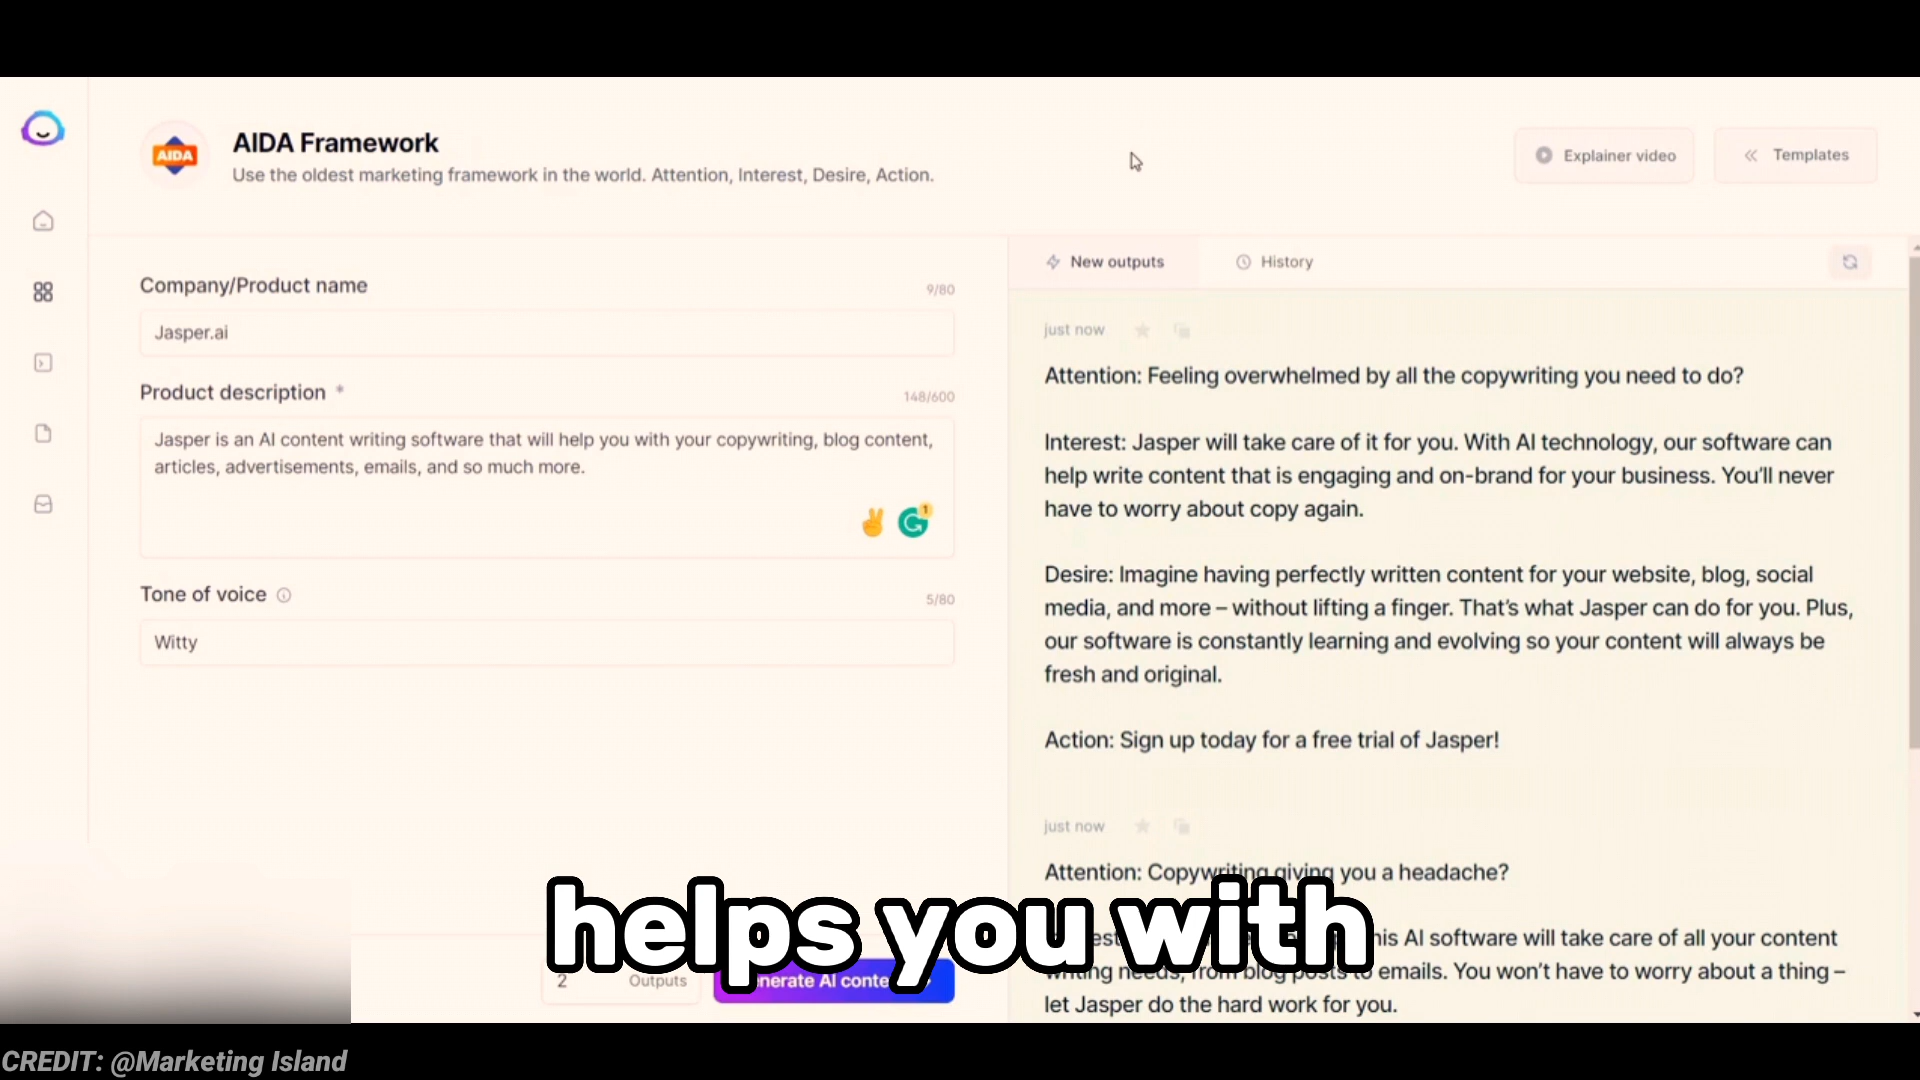 AIDA
AIDA Framework
Use the oldest marketing framework in the world. Attention, Interest, Desire, Action.
Explainer video
Templates
Company/Product name
9/80
Jasper.ai
Product description *
148/600
Jasper is an AI content writing software that will help you with your copywriting, blog content,
articles, advertisements, emails, and so much more.
1
Tone of voice
5/80
Witty
2
Outputs
New outputs
History
just now
Attention: Feeling overwhelmed by all the copywriting you need to do?
Interest: Jasper will take care of it for you. With AI technology, our software can
help write content that is engaging and on-brand for your business. You'll never
have to worry about copy again.
Desire: Imagine having perfectly written content for your website, blog, social
media, and more – without lifting a finger. That's what Jasper can do for you. Plus,
our software is constantly learning and evolving so your content will always be
fresh and original.
Action: Sign up today for a free trial of Jasper!
just now
Attention: Copywriting giving you a headache?
AI software will take care of all your content
writing needs, from blog posts to emails. You won't have to worry about a thing –
let Jasper do the hard work for you.
helps you with
CREDIT: @Marketing Island